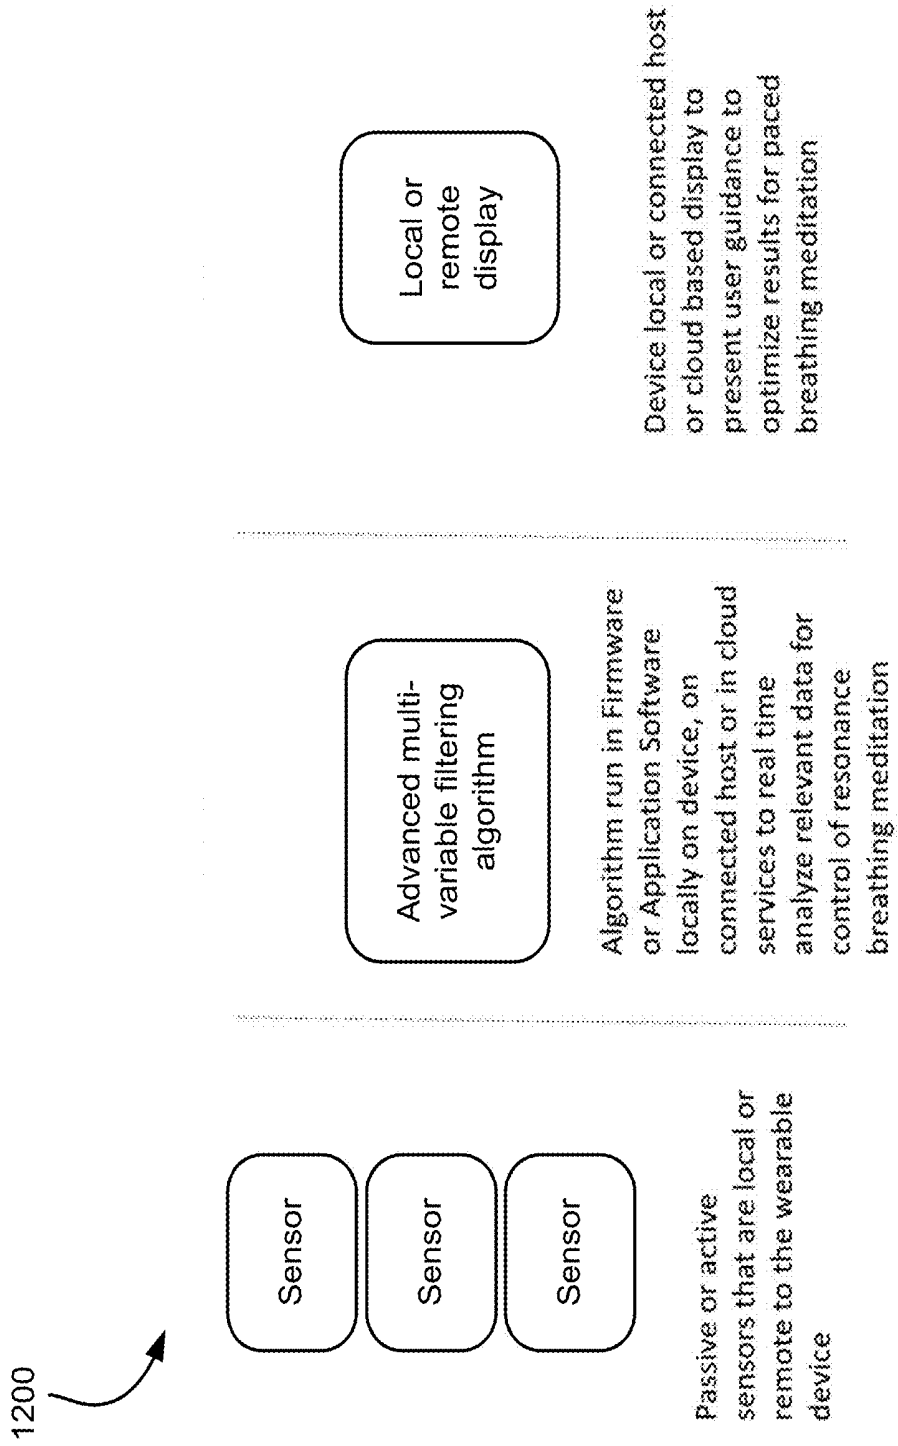 1200
Sensor
Sensor
Sensor
Passive or active
sensors that are local or
remote to the wearable
device
Advanced multi-
variable filtering
algorithm
Algorithm run in Firmware
or Application Software
locally on device, on
connected host or in cloud
services to real time
analyze relevant data for
control of resonance
breathing meditation
Local or
remote
display
Device local or connected host
or cloud based display to
present user guidance to
optimize results for paced
breathing meditation